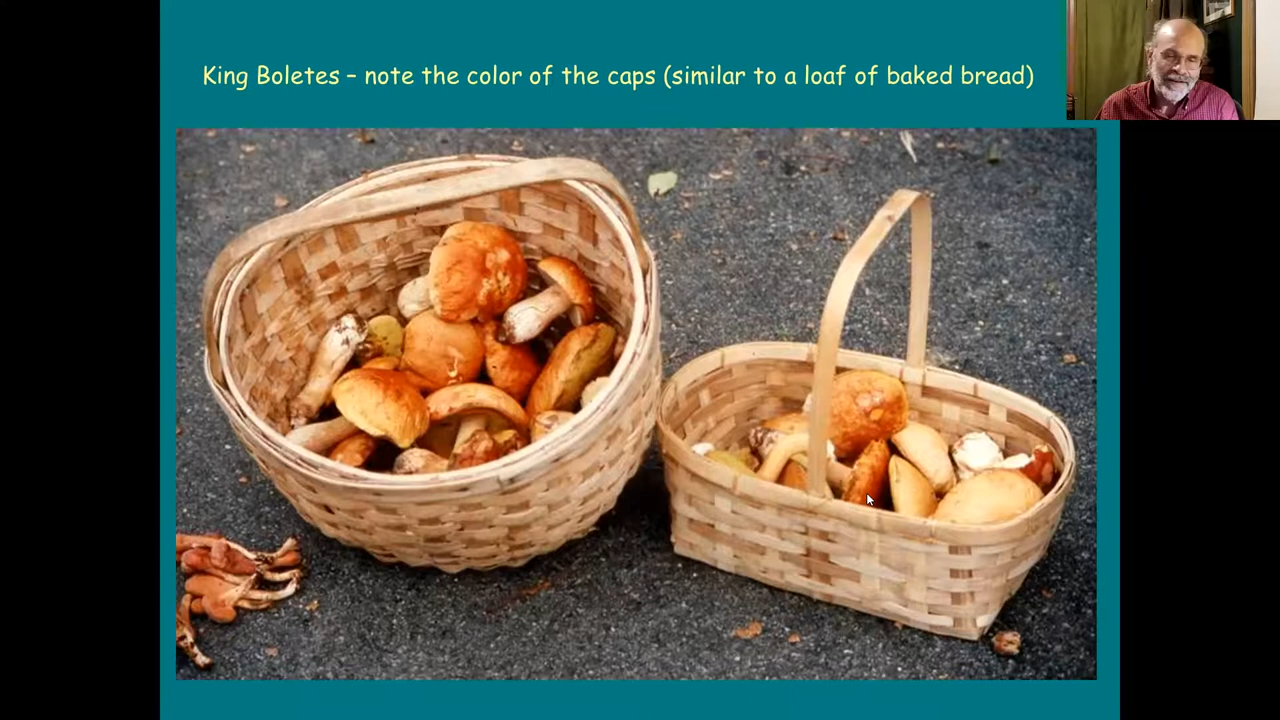 King Boletes – note the color of the caps (similar to a loaf of baked bread)